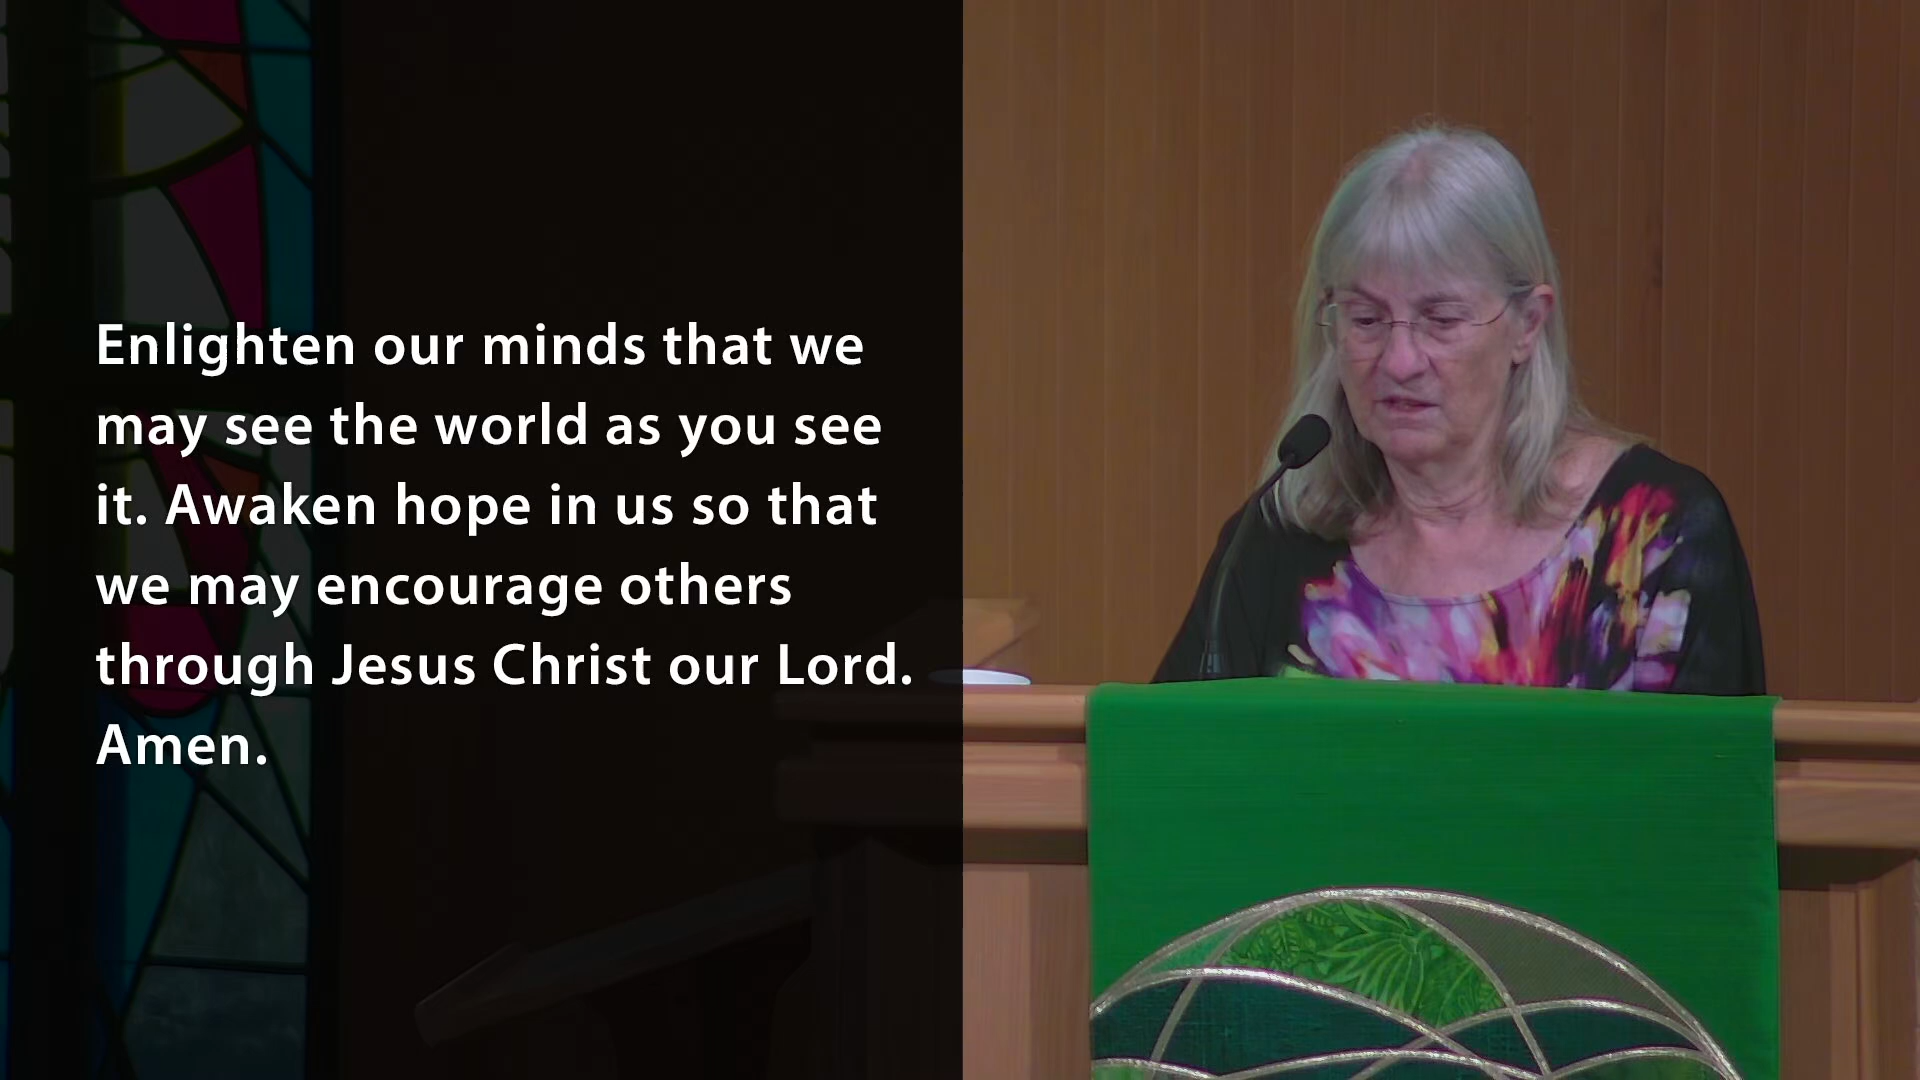 Enlighten our minds that we
may see the world as you see
it. Awaken hope in us so that
we may encourage others
through Jesus Christ our Lord.
Amen.